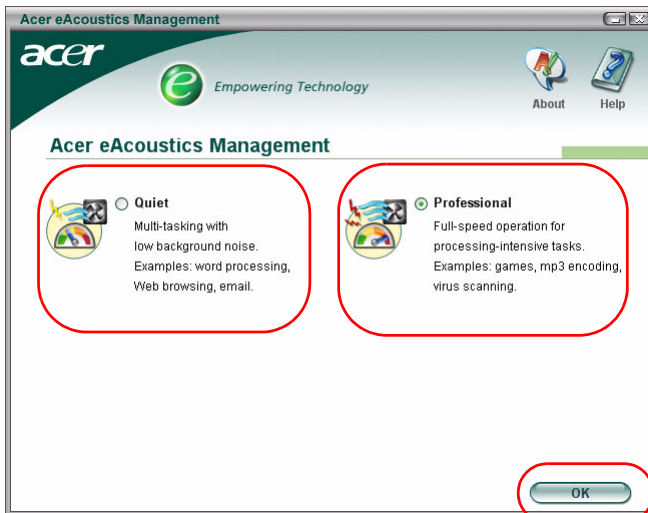 Acer eAcoustics Management
acer
e Empowering Technology
About
Help
Acer eAcoustics Management
Quiet
Multi-tasking with
low background noise.
Examples: word processing,
Web browsing, email.
Professional
Full-speed operation for
processing-intensive tasks.
Examples: games, mp3 encoding,
virus scanning.
OK